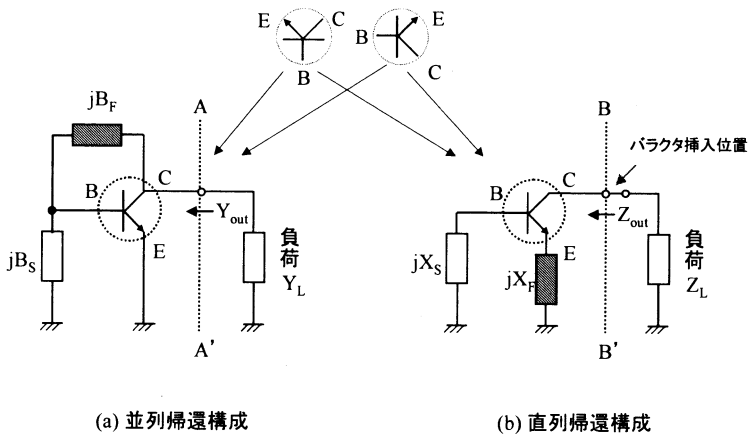 E
C
B
B
E
C
jB_F
A
B
C
Y_out
E
jB_S
負荷
Y_L
A'
B
バラクタ挿入位置
B
C
Z_out
E
jX_S
jX_F
負荷
Z_L
B'
(a) 並列帰還構成
(b) 直列帰還構成